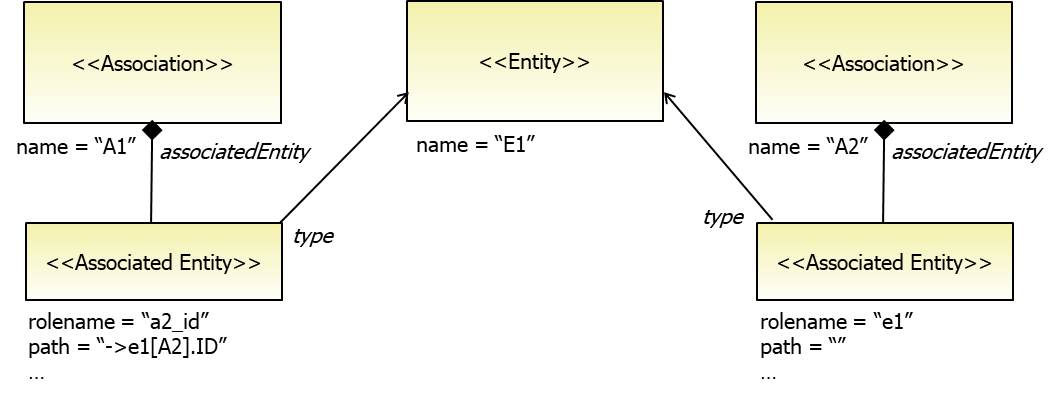 <<Association>>
<<Entity>>
<<Association>>
name = “A1”
associatedEntity
name = “E1”
name = “A2”
associatedEntity
type
type
<<Associated Entity>>
<<Associated Entity>>
rolename = “a2_id”
path = “->e1[A2].ID”
...
rolename = “e1”
path = “”
...